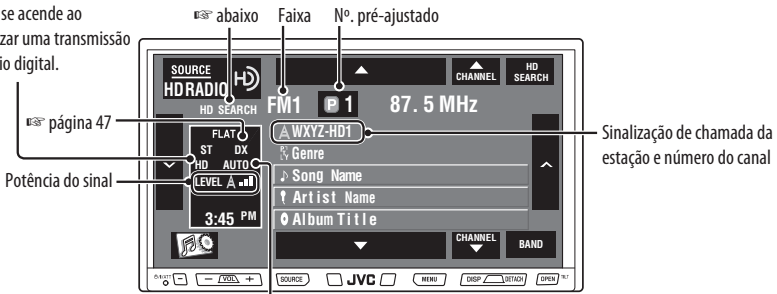 se acende ao
zar uma transmissão
io digital.
☞ abaixo
Faixa
Nº. pré-ajustado
☞ página 47
Potência do sinal
Sinalização de chamada da
estação e número do canal
SOURCE
HD RADIO
HD SEARCH
CHANNEL
HD
SEARCH
FM1
P 1
87.5 MHz
FLAT
ST DX
HD AUTO
LEVEL
3:45 PM
WXYZ-HD1
PTY Genre
Song Name
Artist Name
Album Title
CHANNEL
BAND
– VOL +
SOURCE
JVC
MENU
DISP
DETACH
OPEN
TILT